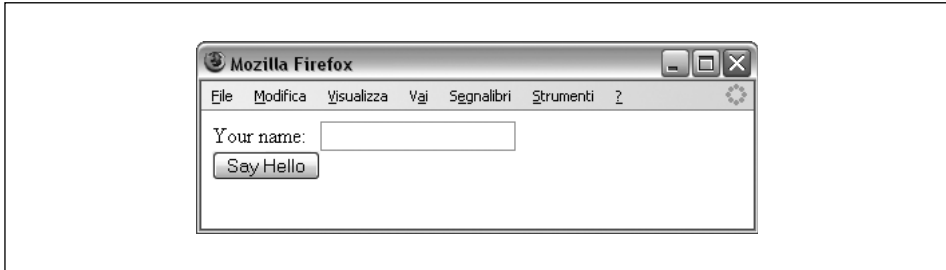 Mozilla Firefox
File Modifica Visualizza Vai Segnalibri Strumenti ?
Your name:
Say Hello